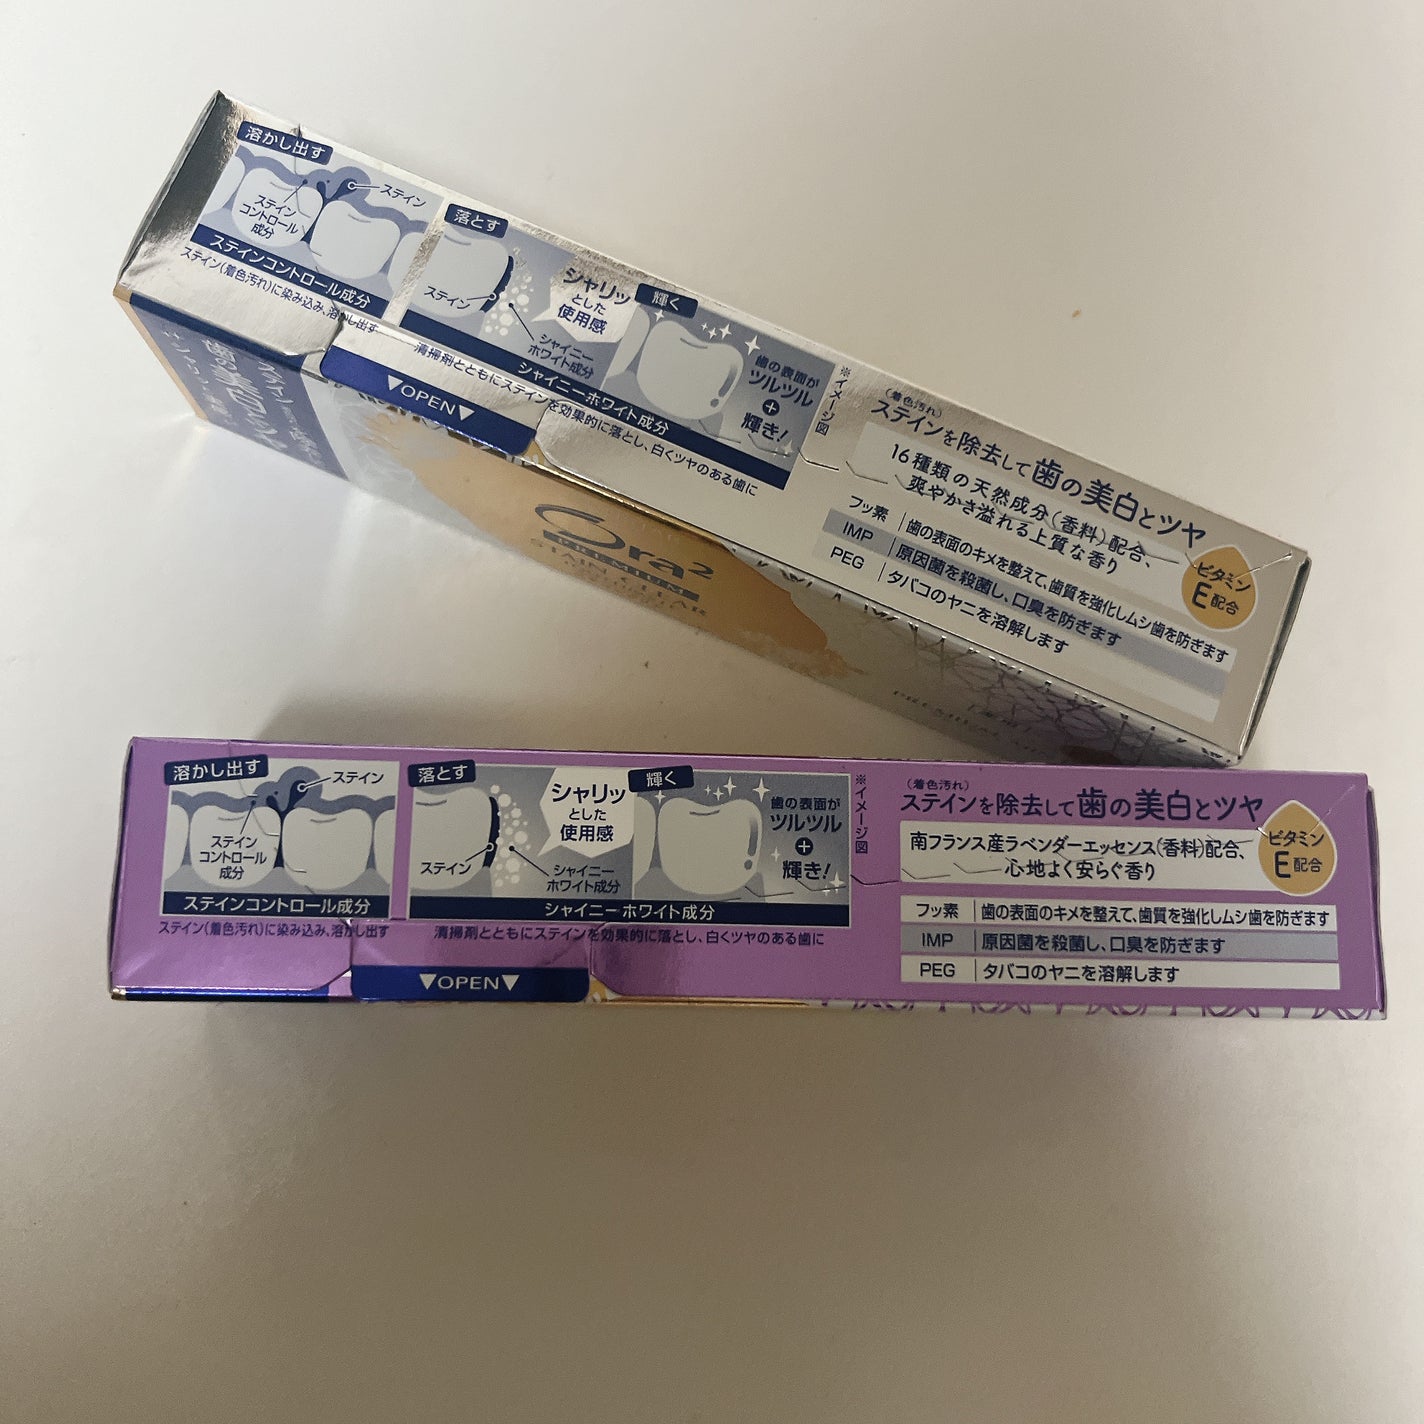 溶かし出す
ステイン
ステイン
コントロール
成分
ステインコントロール成分
ステイン(着色汚れ)に染み込み、溶かし出す
落とす
ステイン
シャリッ
とした
使用感
シャイニー
ホワイト成分
シャイニーホワイト成分
清掃剤とともにステインを効果的に落とし、白くツヤのある歯に
輝く
歯の表面が
ツルツル
+
輝き!
※イメージ図
▼OPEN▼
(着色汚れ)
ステインを除去して歯の美白とツヤ
16種類の天然成分(香料)配合、
爽やかさ溢れる上質な香り
ビタミン
E配合
フッ素 歯の表面のキメを整えて、歯質を強化しムシ歯を防ぎます
IMP 原因菌を殺菌し、口臭を防ぎます
PEG タバコのヤニを溶解します
Ora2
PREMIUM
STAIN CLEAR
溶かし出す
ステイン
ステイン
コントロール
成分
ステインコントロール成分
ステイン(着色汚れ)に染み込み、溶かし出す
落とす
ステイン
シャリッ
とした
使用感
シャイニー
ホワイト成分
シャイニーホワイト成分
清掃剤とともにステインを効果的に落とし、白くツヤのある歯に
輝く
歯の表面が
ツルツル
+
輝き!
※イメージ図
▼OPEN▼
(着色汚れ)
ステインを除去して歯の美白とツヤ
南フランス産ラベンダーエッセンス(香料)配合、
心地よく安らぐ香り
ビタミン
E配合
フッ素 歯の表面のキメを整えて、歯質を強化しムシ歯を防ぎます
IMP 原因菌を殺菌し、口臭を防ぎます
PEG タバコのヤニを溶解します